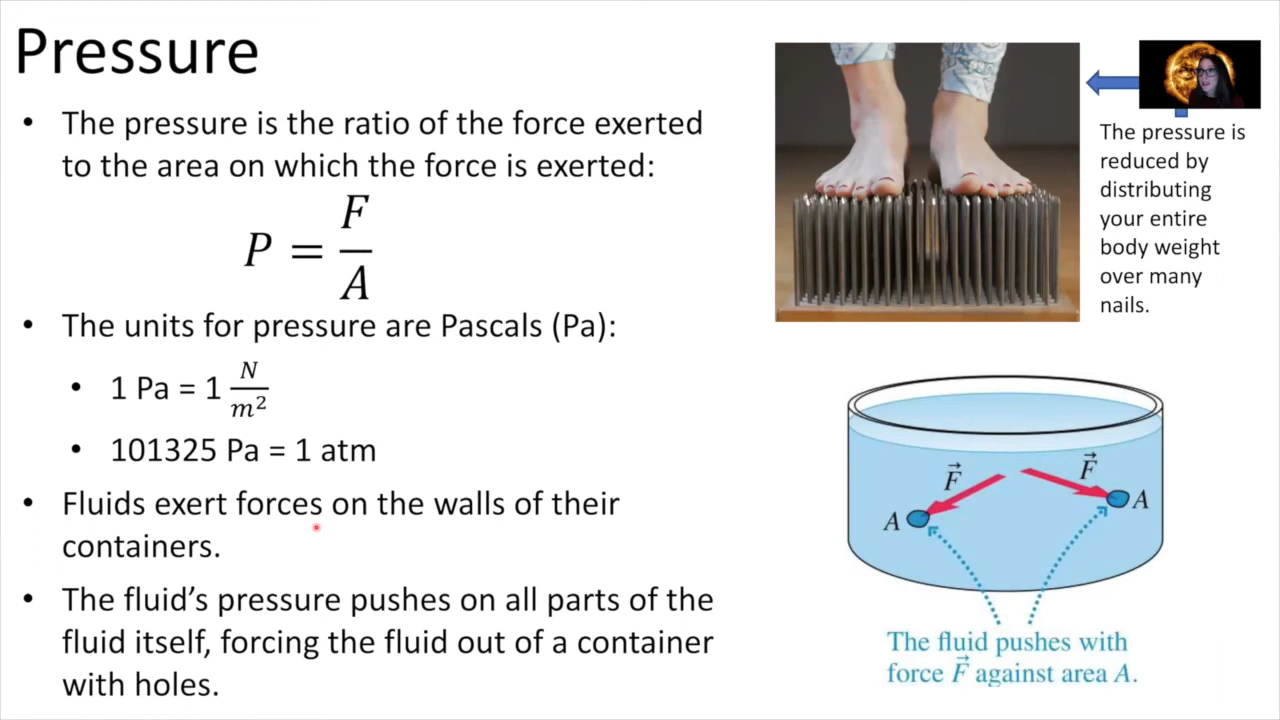 Pressure
• The pressure is the ratio of the force exerted
to the area on which the force is exerted:
P = F/A
• The units for pressure are Pascals (Pa):
• 1 Pa = 1 N/m²
• 101325 Pa = 1 atm
• Fluids exert forces on the walls of their
containers.
• The fluid’s pressure pushes on all parts of the
fluid itself, forcing the fluid out of a container
with holes.
The pressure is
reduced by
distributing
your entire
body weight
over many
nails.
F⃗
F⃗
A
A
The fluid pushes with
force F⃗ against area A.